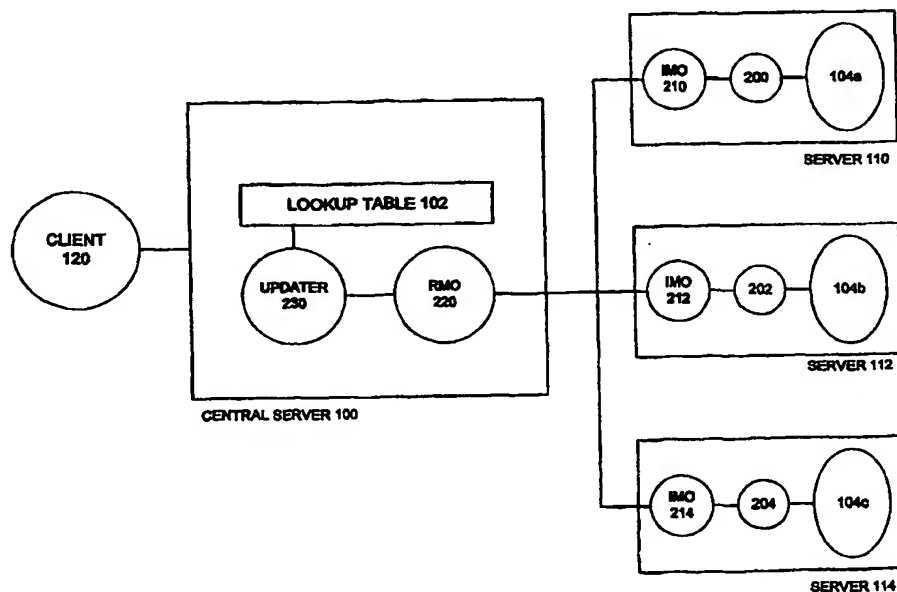 CLIENT
120
LOOKUP TABLE 102
UPDATER
230
RMO
220
CENTRAL SERVER 100
IMO
210
200
104a
SERVER 110
IMO
212
202
104b
SERVER 112
IMO
214
204
104c
SERVER 114